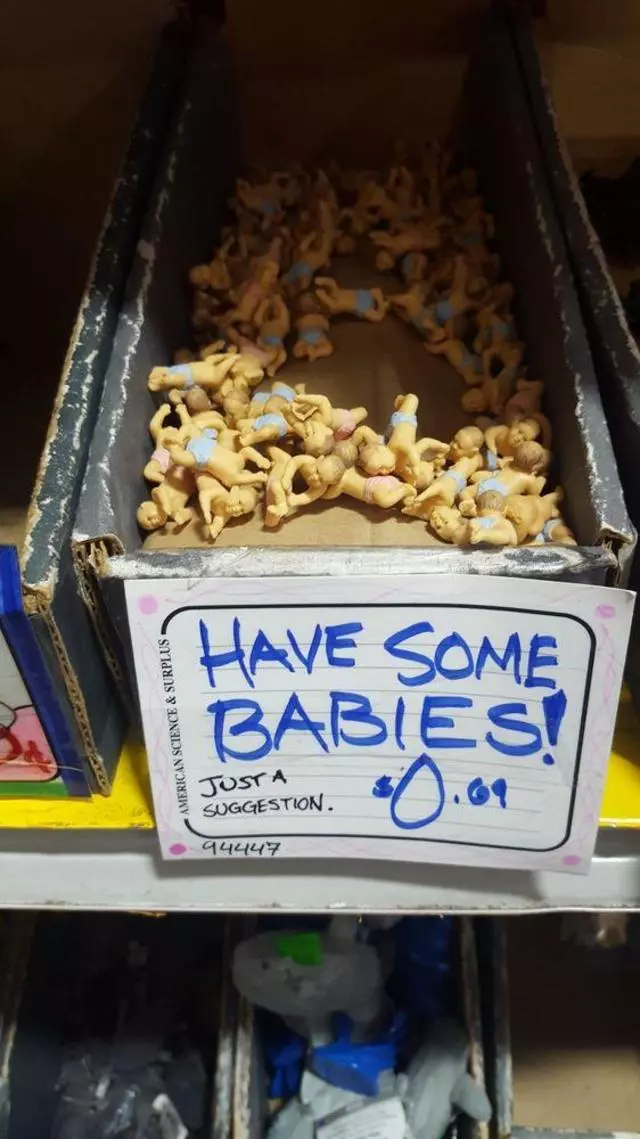 AMERICAN SCIENCE & SURPLUS
HAVE SOME
BABIES!
JUST A
SUGGESTION.
$0.69
94447